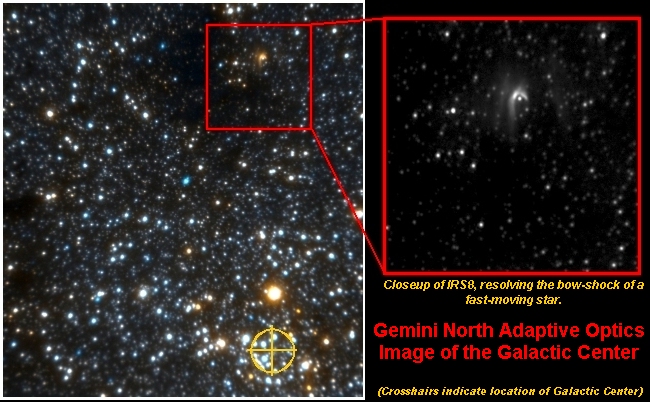 Closeup of IRS8, resolving the bow-shock of a
fast-moving star.
Gemini North Adaptive Optics
Image of the Galactic Center
(Crosshairs indicate location of Galactic Center)